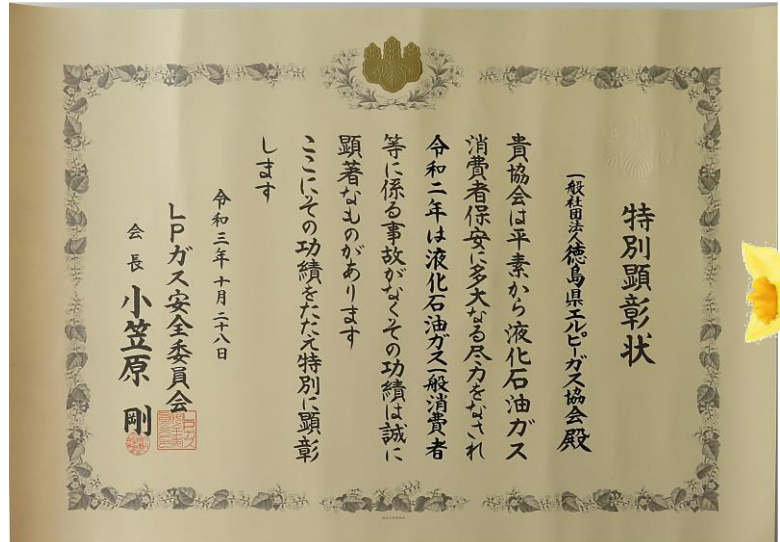 特別顕彰状
一般社団法人徳島県エルピーガス協会殿
貴協会は平素から液化石油ガス
消費者保安に多大なる尽力をなされ
令和二年は液化石油ガス一般消費者
等に係る事故がなくその功績は誠に
顕著なものがあります
ここにその功績をたたえ特別に顕彰
します
令和三年十月二十八日
LPガス安全委員会
会長 小笠原 剛